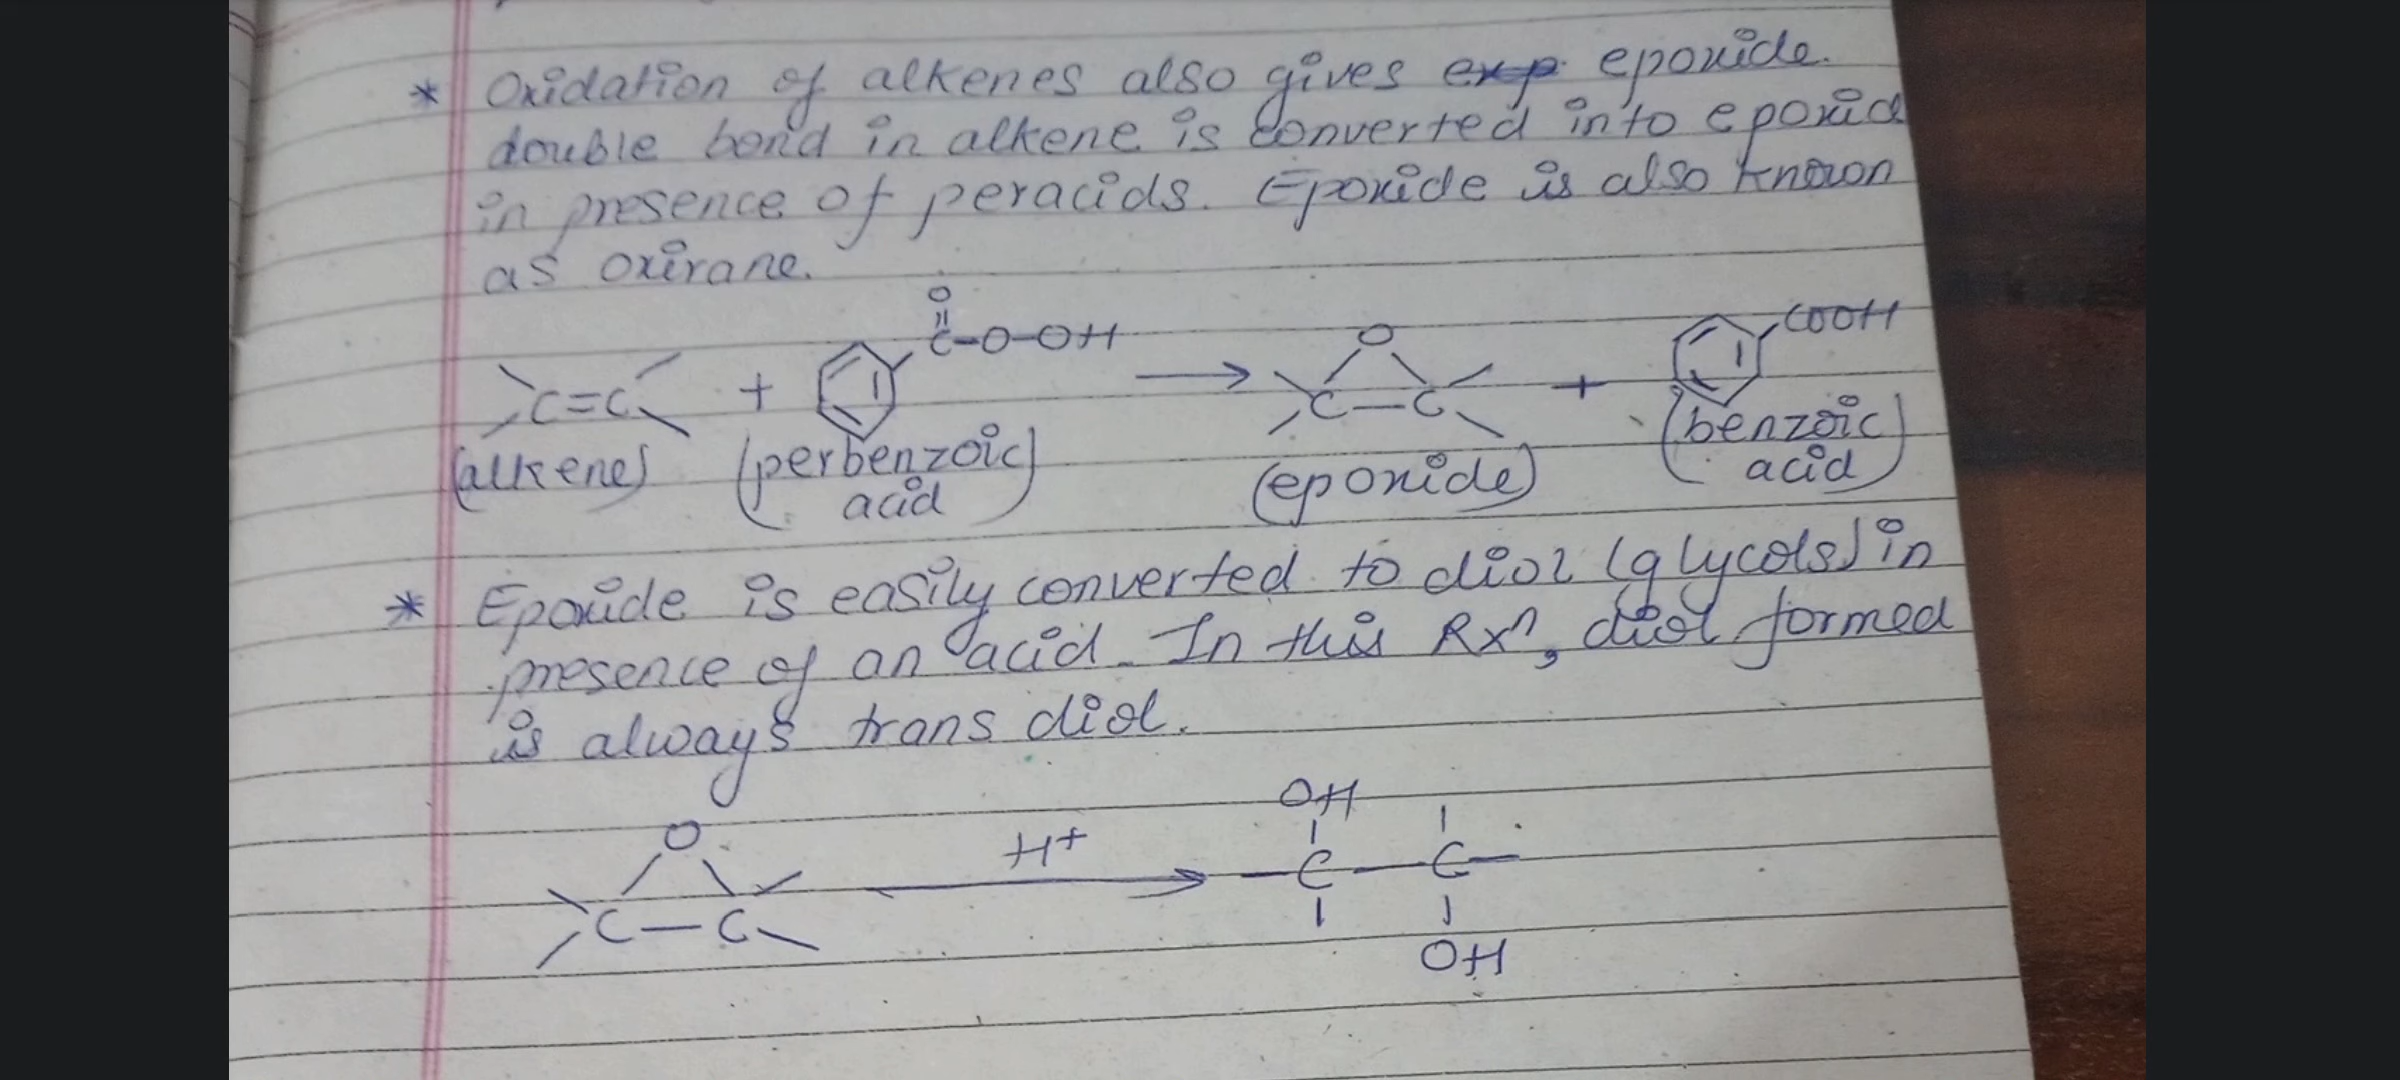 * Oxidation of alkenes also gives exp epoxide.
double bond in alkene is converted into epoxid
in presence of peracids. Epoxide is also known
as oxirane.
O
C-O-OH
O
COOH
C=C + → C-C +
(alkene) (perbenzoic acid) (epoxide) (benzoic acid)
* Epoxide is easily converted to diol (glycols) in
presence of an acid. In this Rxⁿ, diol formed
is always trans diol.
OH
O
H+
→ -C-C-
C-C
OH